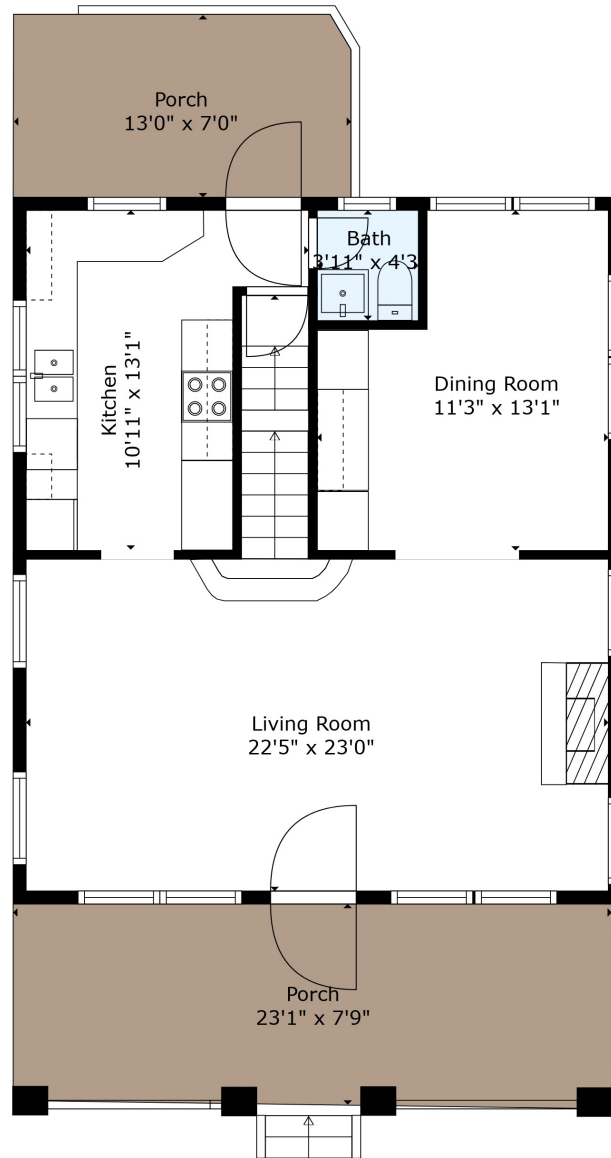 Porch
13'0" x 7'0"
Bath
3'11" x 4'3
Kitchen
10'11" x 13'1"
Dining Room
11'3" x 13'1"
Living Room
22'5" x 23'0"
Porch
23'1" x 7'9"